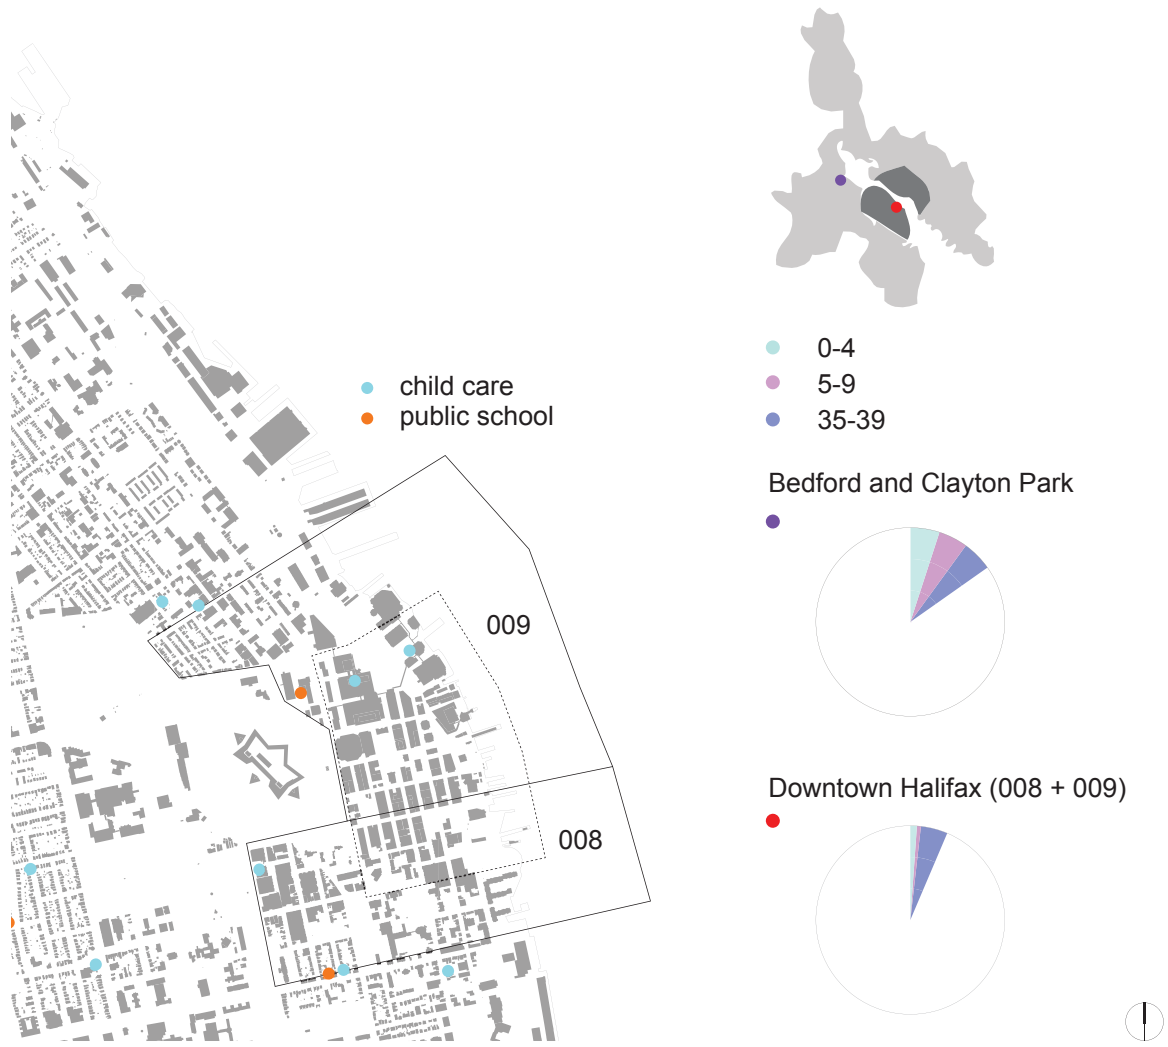 child care
public school
009
008
0-4
5-9
35-39
Bedford and Clayton Park
Downtown Halifax (008 + 009)